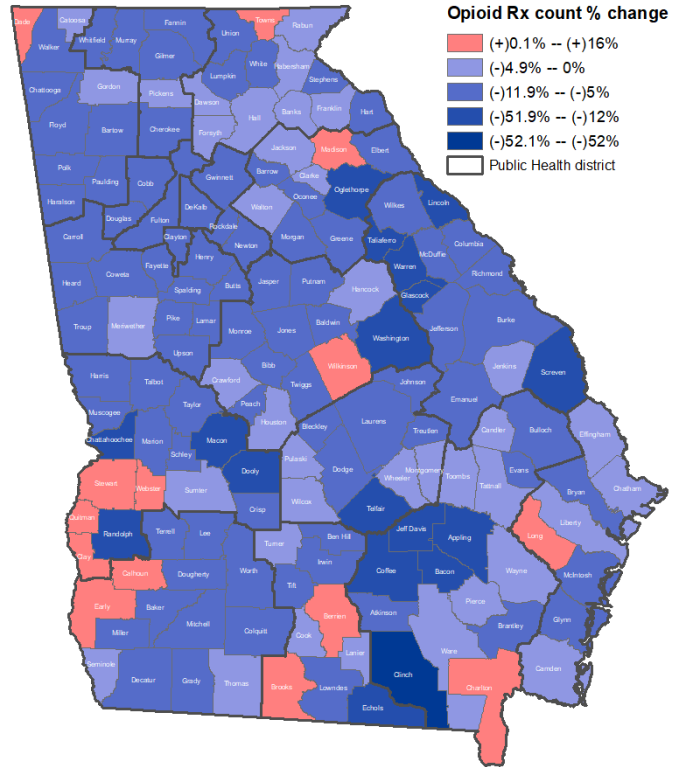 Opioid Rx count % change
(+)0.1% -- (+)16%
(-)4.9% -- 0%
(-)11.9% -- (-)5%
(-)51.9% -- (-)12%
(-)52.1% -- (-)52%
Public Health district
Dade
Catoosa
Fannin
Towns
Rabun
Walker
Whitfield
Murray
Union
Gilmer
White
Habersham
Lumpkin
Stephens
Chattooga
Gordon
Pickens
Dawson
Banks
Franklin
Hart
Floyd
Bartow
Cherokee
Forsyth
Hall
Jackson
Madison
Elbert
Polk
Paulding
Cobb
Gwinnett
Barrow
Clarke
Oglethorpe
Haralson
Douglas
Fulton
DeKalb
Walton
Oconee
Wilkes
Lincoln
Carroll
Clayton
Rockdale
Newton
Morgan
Greene
Taliaferro
McDuffie
Columbia
Heard
Coweta
Fayette
Henry
Spalding
Butts
Jasper
Putnam
Hancock
Warren
Richmond
Glascock
Troup
Meriwether
Pike
Lamar
Monroe
Jones
Baldwin
Washington
Jefferson
Burke
Upson
Harris
Talbot
Crawford
Bibb
Twiggs
Wilkinson
Johnson
Jenkins
Screven
Muscogee
Taylor
Peach
Houston
Bleckley
Laurens
Emanuel
Chattahoochee
Marion
Macon
Schley
Treutlen
Candler
Bulloch
Effingham
Stewart
Webster
Sumter
Dooly
Pulaski
Dodge
Wheeler
Montgomery
Toombs
Tattnall
Evans
Bryan
Chatham
Crisp
Wilcox
Telfair
Quitman
Randolph
Terrell
Lee
Turner
Ben Hill
Jeff Davis
Appling
Long
Liberty
Clay
Calhoun
Dougherty
Worth
Irwin
Tift
Coffee
Bacon
Wayne
McIntosh
Early
Baker
Mitchell
Colquitt
Berrien
Atkinson
Pierce
Miller
Cook
Lanier
Ware
Brantley
Glynn
Seminole
Decatur
Grady
Thomas
Brooks
Lowndes
Echols
Clinch
Charlton
Camden